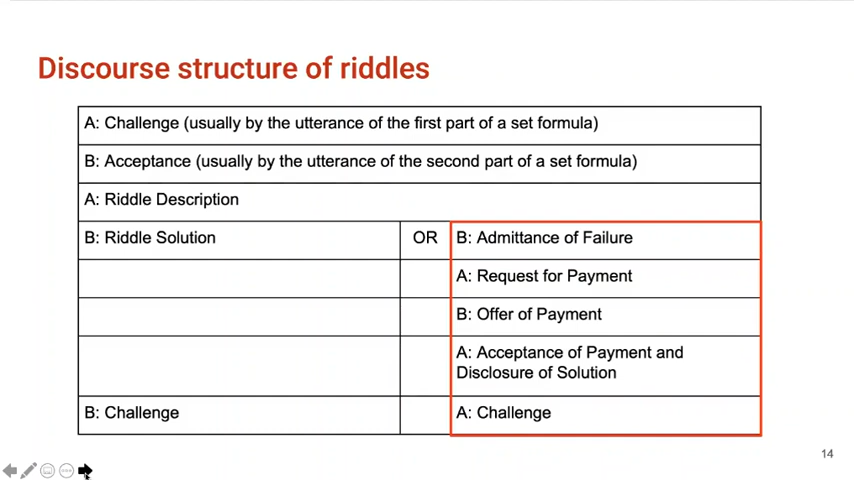 Discourse structure of riddles
A: Challenge (usually by the utterance of the first part of a set formula)
B: Acceptance (usually by the utterance of the second part of a set formula)
A: Riddle Description
B: Riddle Solution OR B: Admittance of Failure
A: Request for Payment
B: Offer of Payment
A: Acceptance of Payment and
Disclosure of Solution
B: Challenge A: Challenge
14